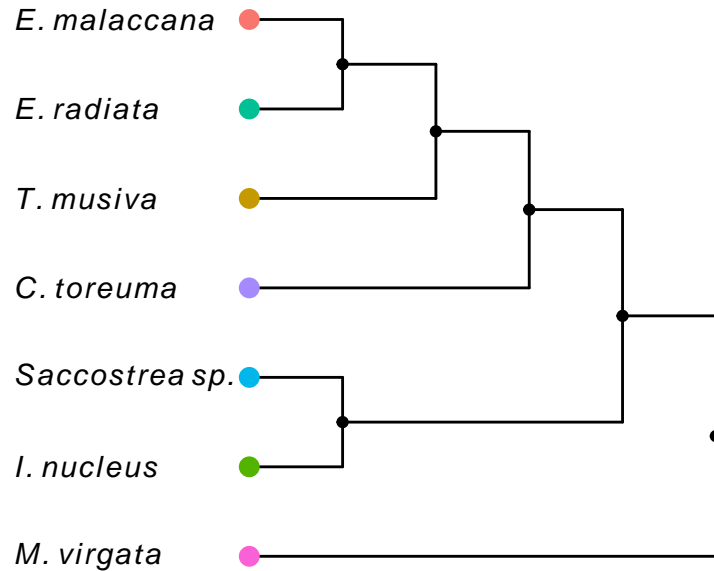 E. malaccana
E. radiata
T. musiva
C. toreuma
Saccostrea sp.
I. nucleus
M. virgata